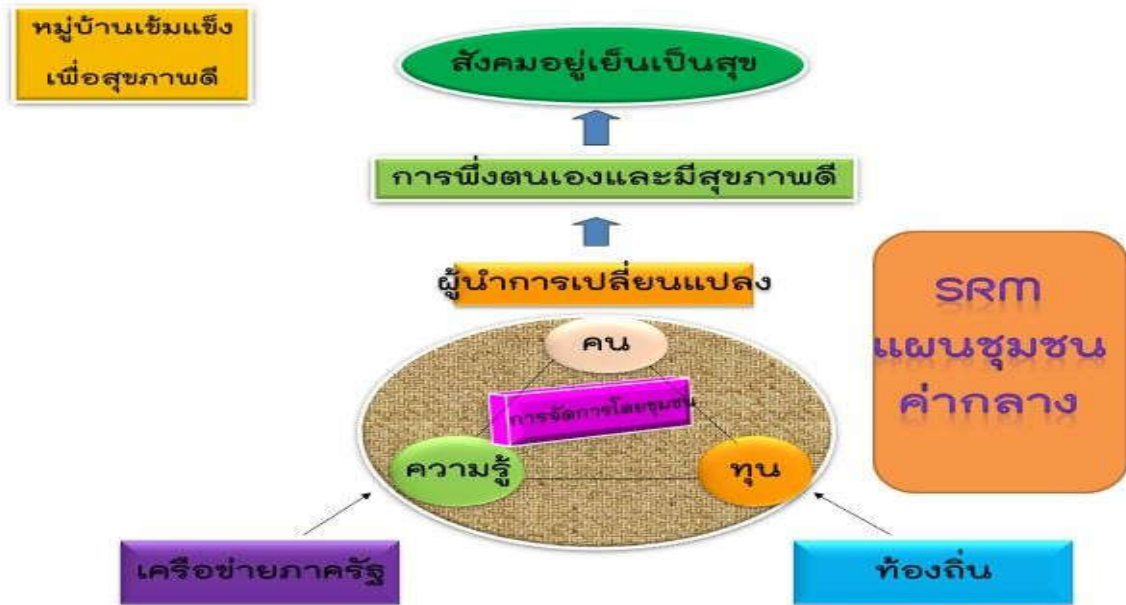 หมู่บ้านเข้มแข็ง
เพื่อสุขภาพดี
สังคมอยู่เย็นเป็นสุข
การพึ่งตนเองและมีสุขภาพดี
ผู้นำการเปลี่ยนแปลง
คน
การจัดการโดยชุมชน
ความรู้
ทุน
SRM
แผนชุมชน
ค่ากลาง
เครือข่ายภาครัฐ
ท้องถิ่น